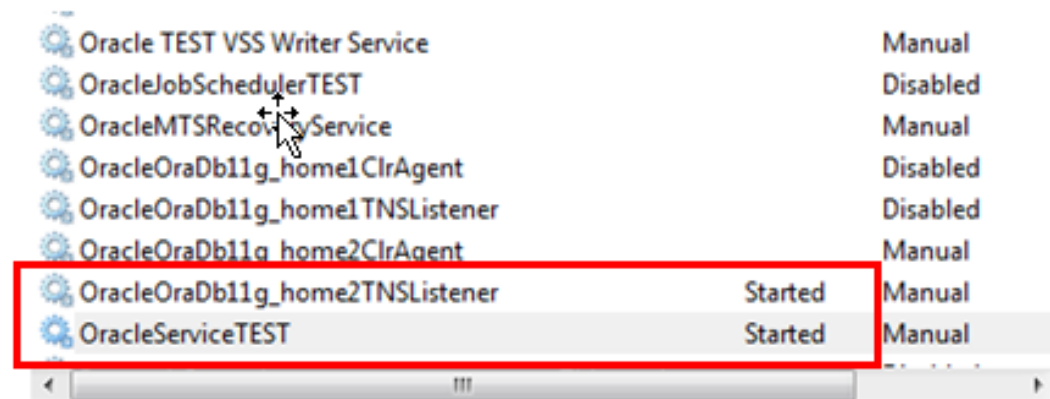 Oracle TEST VSS Writer Service Manual
OracleJobSchedulerTEST Disabled
OracleMTSRecoveryService Manual
OracleOraDb11g_home1ClrAgent Disabled
OracleOraDb11g_home1TNSListener Disabled
OracleOraDb11g_home2ClrAgent Manual
OracleOraDb11g_home2TNSListener Started Manual
OracleServiceTEST Started Manual